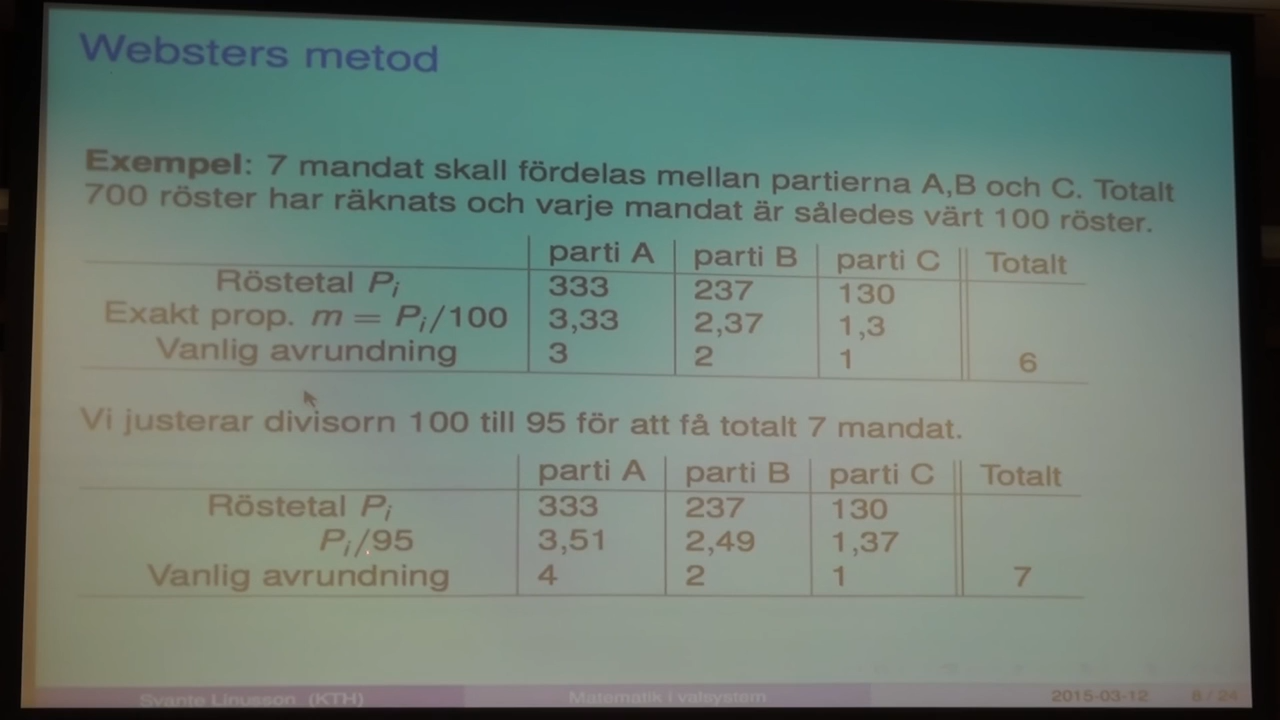 Websters metod
Exempel: 7 mandat skall fördelas mellan partierna A,B och C. Totalt
700 röster har räknats och varje mandat är således värt 100 röster.
parti A parti B parti C Totalt
Röstetal Pi 333 237 130
Exakt prop. m = Pi/100 3,33 2,37 1,3
Vanlig avrundning 3 2 1 6
Vi justerar divisorn 100 till 95 för att få totalt 7 mandat.
parti A parti B parti C Totalt
Röstetal Pi 333 237 130
Pi/95 3,51 2,49 1,37
Vanlig avrundning 4 2 1 7
Svante Linusson (KTH) Matematik i valsystem 2015-03-12 8 / 24